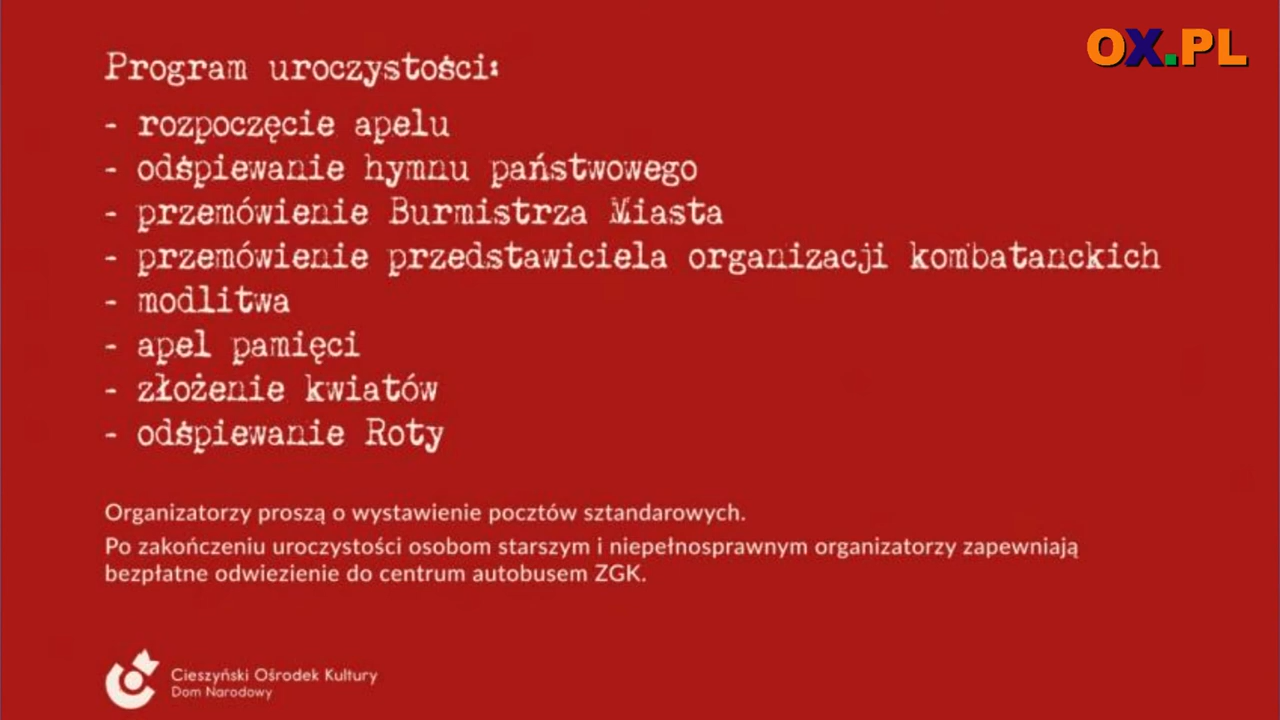 OX.PL
Program uroczystości:
- rozpoczęcie apelu
- odśpiewanie hymnu państwowego
- przemówienie Burmistrza Miasta
- przemówienie przedstawiciela organizacji kombatanckich
- modlitwa
- apel pamięci
- złożenie kwiatów
- odśpiewanie Roty
Organizatorzy proszą o wystawienie pocztów sztandarowych.
Po zakończeniu uroczystości osobom starszym i niepełnosprawnym organizatorzy zapewniają
bezpłatne odwiezienie do centrum autobusem ZGK.
Cieszyński Ośrodek Kultury
Dom Narodowy